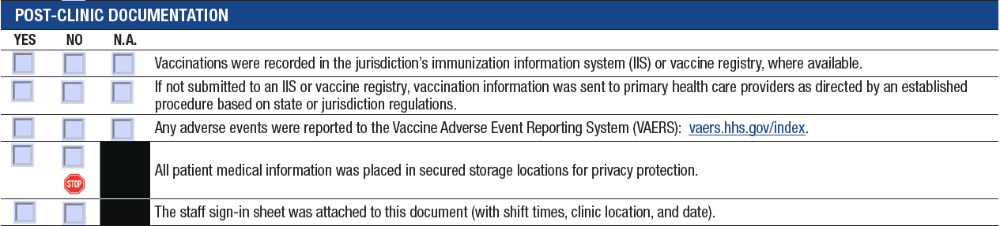 POST-CLINIC DOCUMENTATION
YES NO N.A.
Vaccinations were recorded in the jurisdiction’s immunization information system (IIS) or vaccine registry, where available.
If not submitted to an IIS or vaccine registry, vaccination information was sent to primary health care providers as directed by an established
procedure based on state or jurisdiction regulations.
Any adverse events were reported to the Vaccine Adverse Event Reporting System (VAERS): vaers.hhs.gov/index.
All patient medical information was placed in secured storage locations for privacy protection.
STOP
The staff sign-in sheet was attached to this document (with shift times, clinic location, and date).